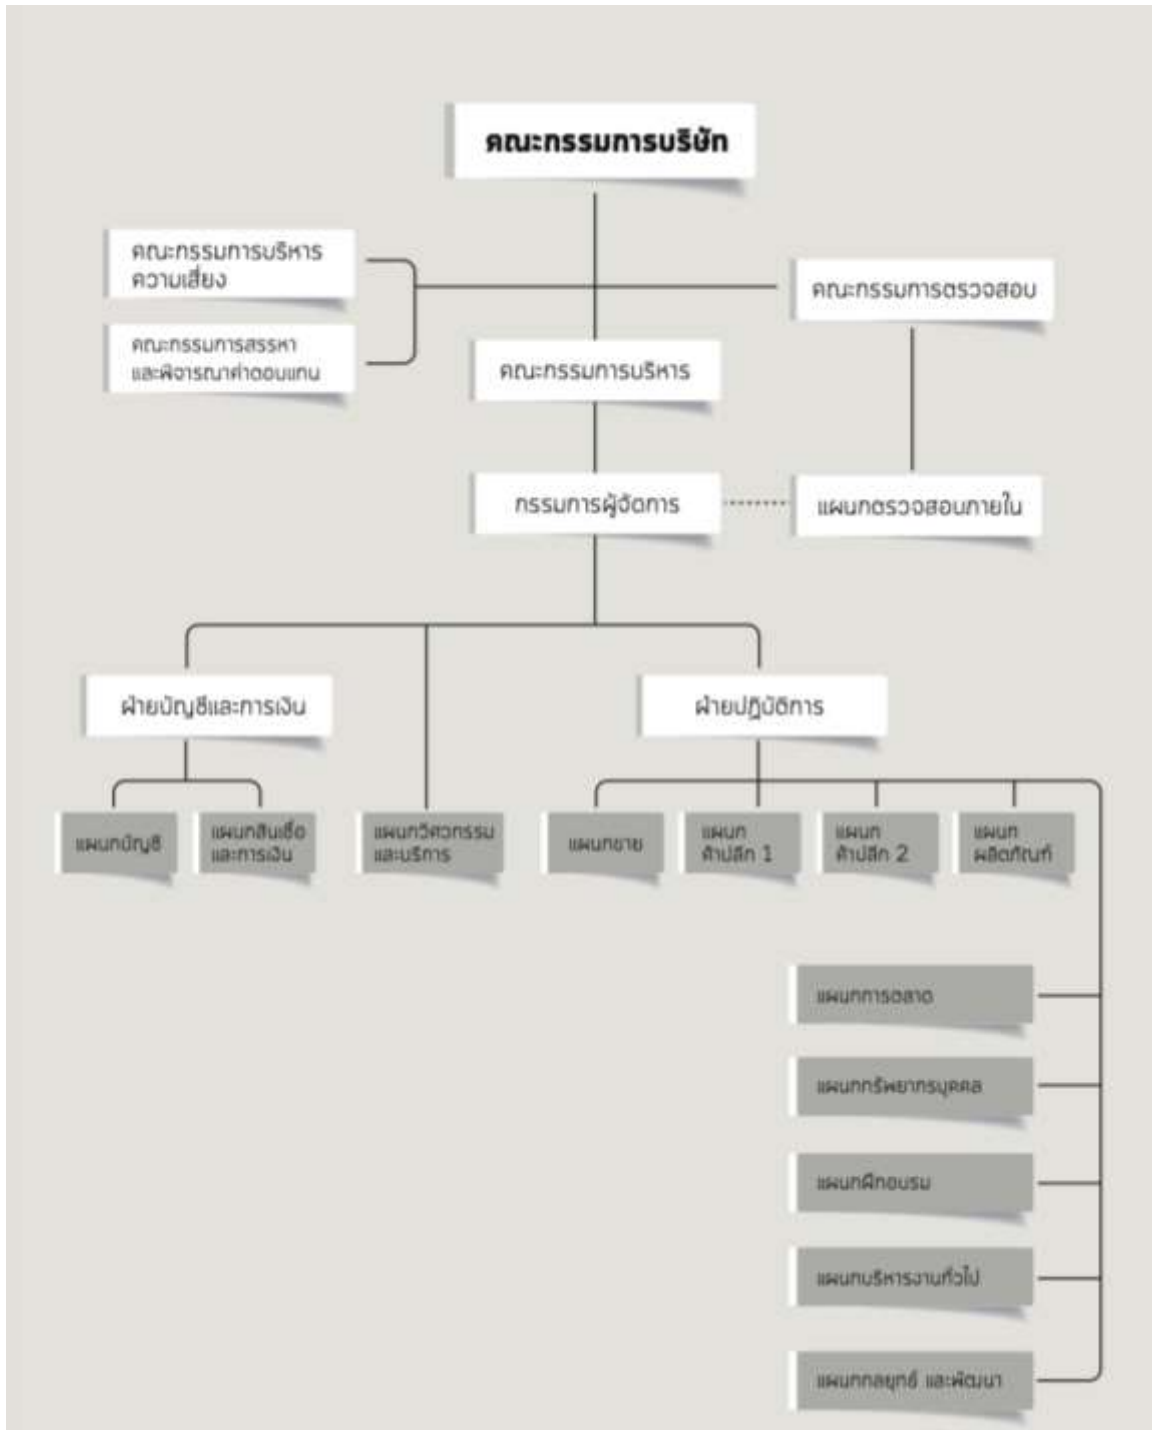 คณะกรรมการบริษัท
คณะกรรมการบริหาร
ความเสี่ยง
คณะกรรมการตรวจสอบ
คณะกรรมการสรรหา
และพิจารณาค่าตอบแทน
คณะกรรมการบริหาร
กรรมการผู้จัดการ
แผนกตรวจสอบภายใน
ฝ่ายบัญชีและการเงิน
ฝ่ายปฏิบัติการ
แผนกบัญชี
แผนกสินเชื่อ
และการเงิน
แผนกวิศวกรรม
และบริการ
แผนกขาย
แผนก
ค้าปลีก 1
แผนก
ค้าปลีก 2
แผนก
ผลิตภัณฑ์
แผนกการตลาด
แผนกทรัพยากรบุคคล
แผนกฝึกอบรม
แผนกบริหารงานทั่วไป
แผนกกลยุทธ์ และพัฒนา